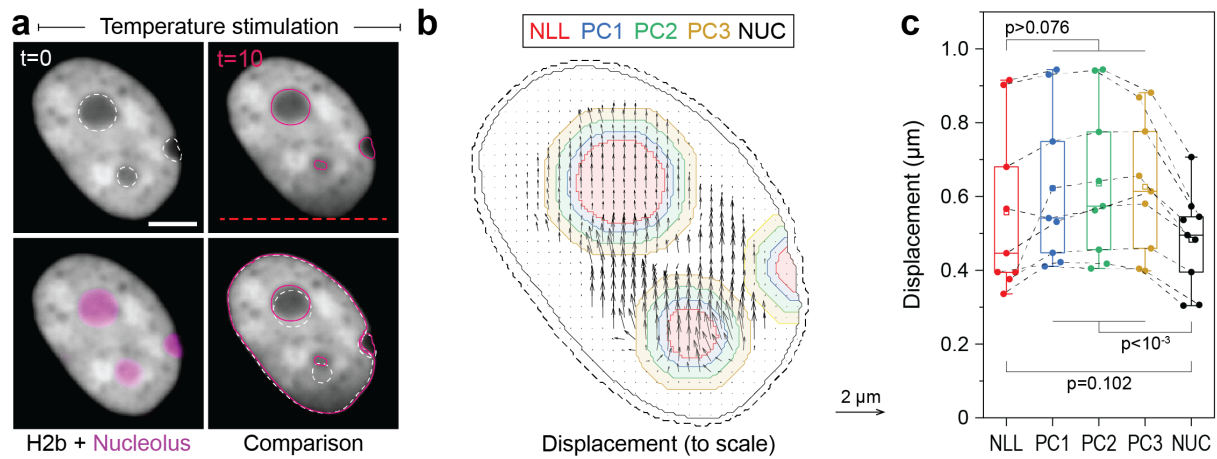 a
Temperature stimulation
t=0
t=10
H2b + Nucleolus
Comparison
b
NLL PC1 PC2 PC3 NUC
2 µm
Displacement (to scale)
c
p>0.076
1.0
0.8
0.6
0.4
0.2
0
Displacement (µm)
p<10⁻³
p=0.102
NLL PC1 PC2 PC3 NUC